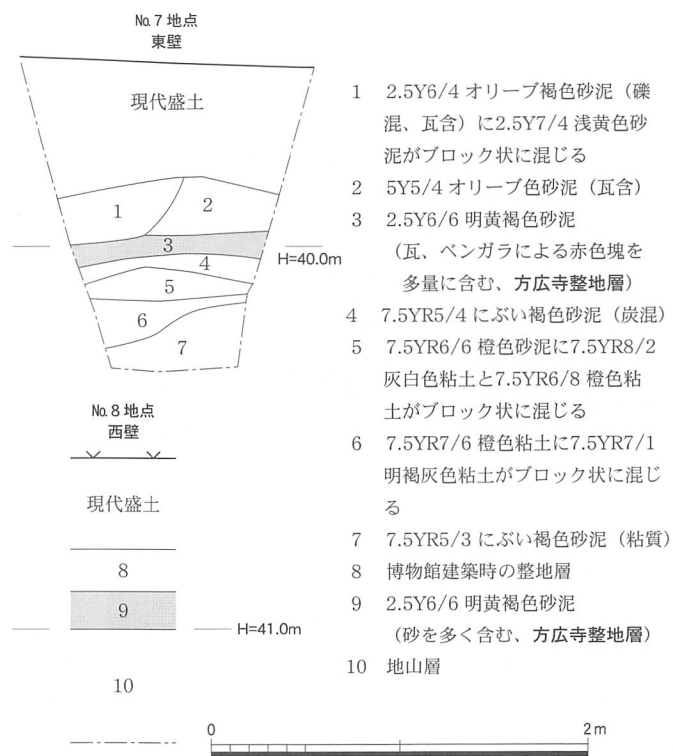 No.7 地点
東壁
現代盛土
1
2
3
H=40.0m
4
5
6
7
No.8 地点
西壁
現代盛土
8
9
H=41.0m
10
1 2.5Y6/4 オリーブ褐色砂泥（礫
混、瓦含）に2.5Y7/4 浅黄色砂
泥がブロック状に混じる
2 5Y5/4 オリーブ色砂泥（瓦含）
3 2.5Y6/6 明黄褐色砂泥
（瓦、ベンガラによる赤色塊を
多量に含む、方広寺整地層）
4 7.5YR5/4 にぶい褐色砂泥（炭混）
5 7.5YR6/6 橙色砂泥に7.5YR8/2
灰白色粘土と7.5YR6/8 橙色粘
土がブロック状に混じる
6 7.5YR7/6 橙色粘土に7.5YR7/1
明褐灰色粘土がブロック状に混じ
る
7 7.5YR5/3 にぶい褐色砂泥（粘質）
8 博物館建築時の整地層
9 2.5Y6/6 明黄褐色砂泥
（砂を多く含む、方広寺整地層）
10 地山層
0 2m